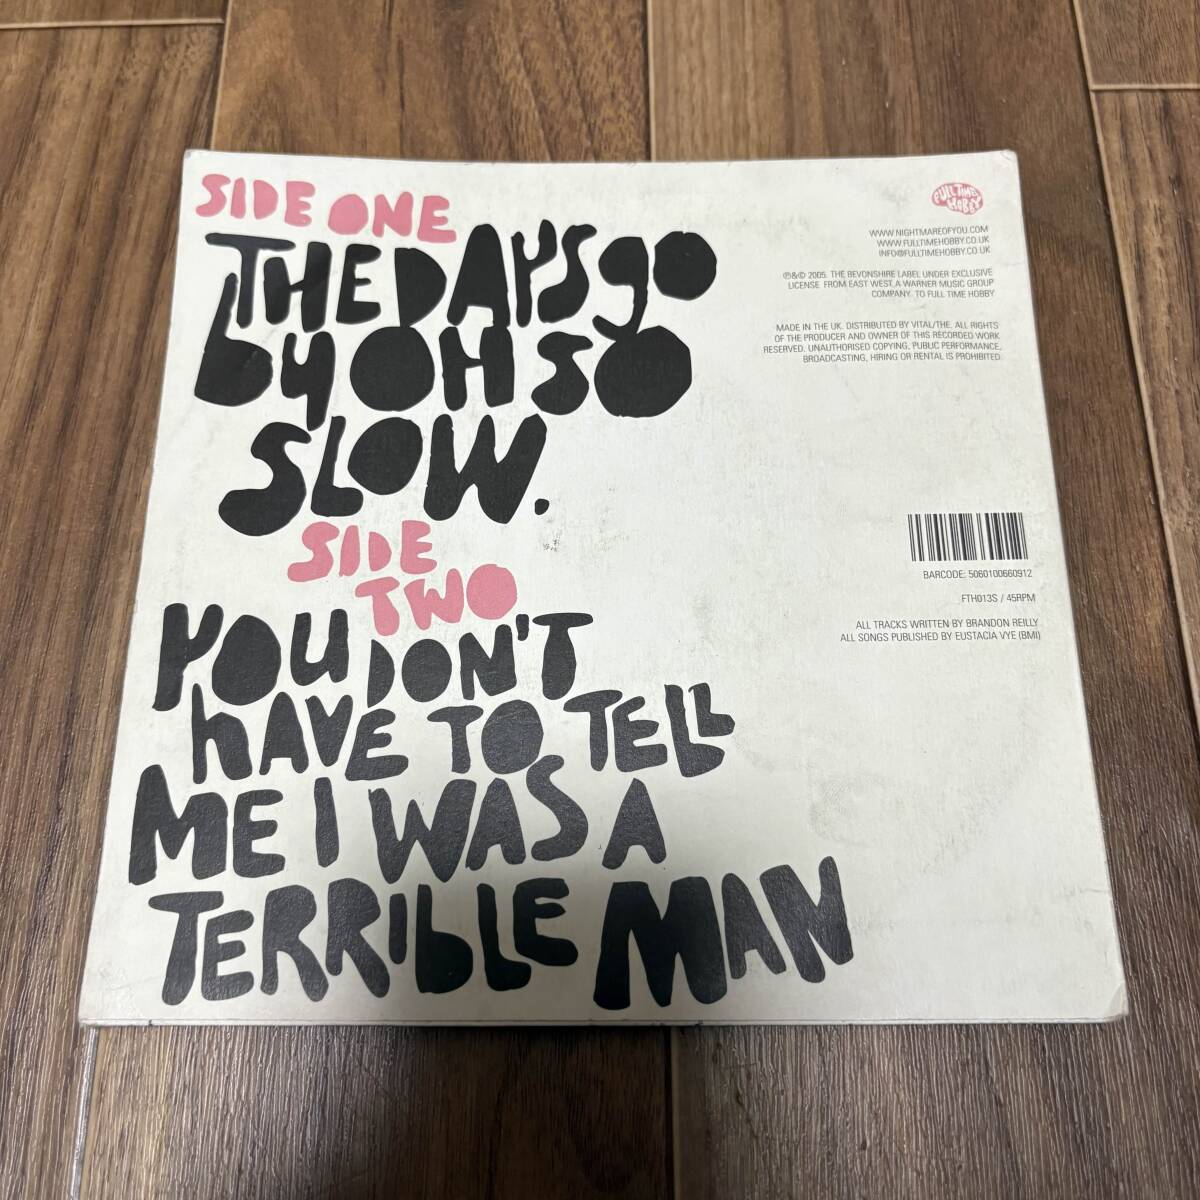 SIDE ONE
THE DAYS go
by OH SO
SLOW.
SIDE
TWO
YOU DON'T
hAVE TO TELL
ME I WAS A
TERRIbLE MAN
FULL TIME
HOBBY
WWW.NIGHTMAREOFYOU.COM
WWW.FULLTIMEHOBBY.CO.UK
INFO@FULLTIMEHOBBY.CO.UK
℗&© 2005. THE BEVONSHIRE LABEL UNDER EXCLUSIVE
LICENSE FROM EAST WEST, A WARNER MUSIC GROUP
COMPANY. TO FULL TIME HOBBY
MADE IN THE UK. DISTRIBUTED BY VITAL/THE. ALL RIGHTS
OF THE PRODUCER AND OWNER OF THIS RECORDED WORK
RESERVED. UNAUTHORISED COPYING, PUBLIC PERFORMANCE,
BROADCASTING, HIRING OR RENTAL IS PROHIBITED.
BARCODE: 5060100660912
FTH013S / 45RPM
ALL TRACKS WRITTEN BY BRANDON REILLY.
ALL SONGS PUBLISHED BY EUSTACIA VYE (BMI)